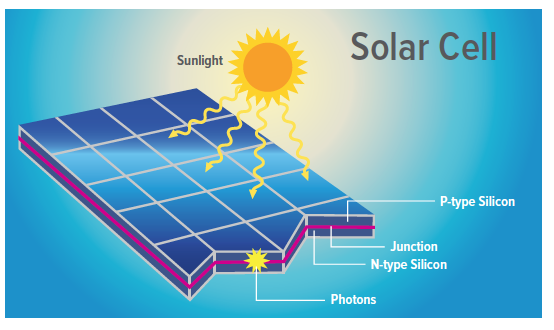 Solar Cell
Sunlight
P-type Silicon
Junction
N-type Silicon
Photons